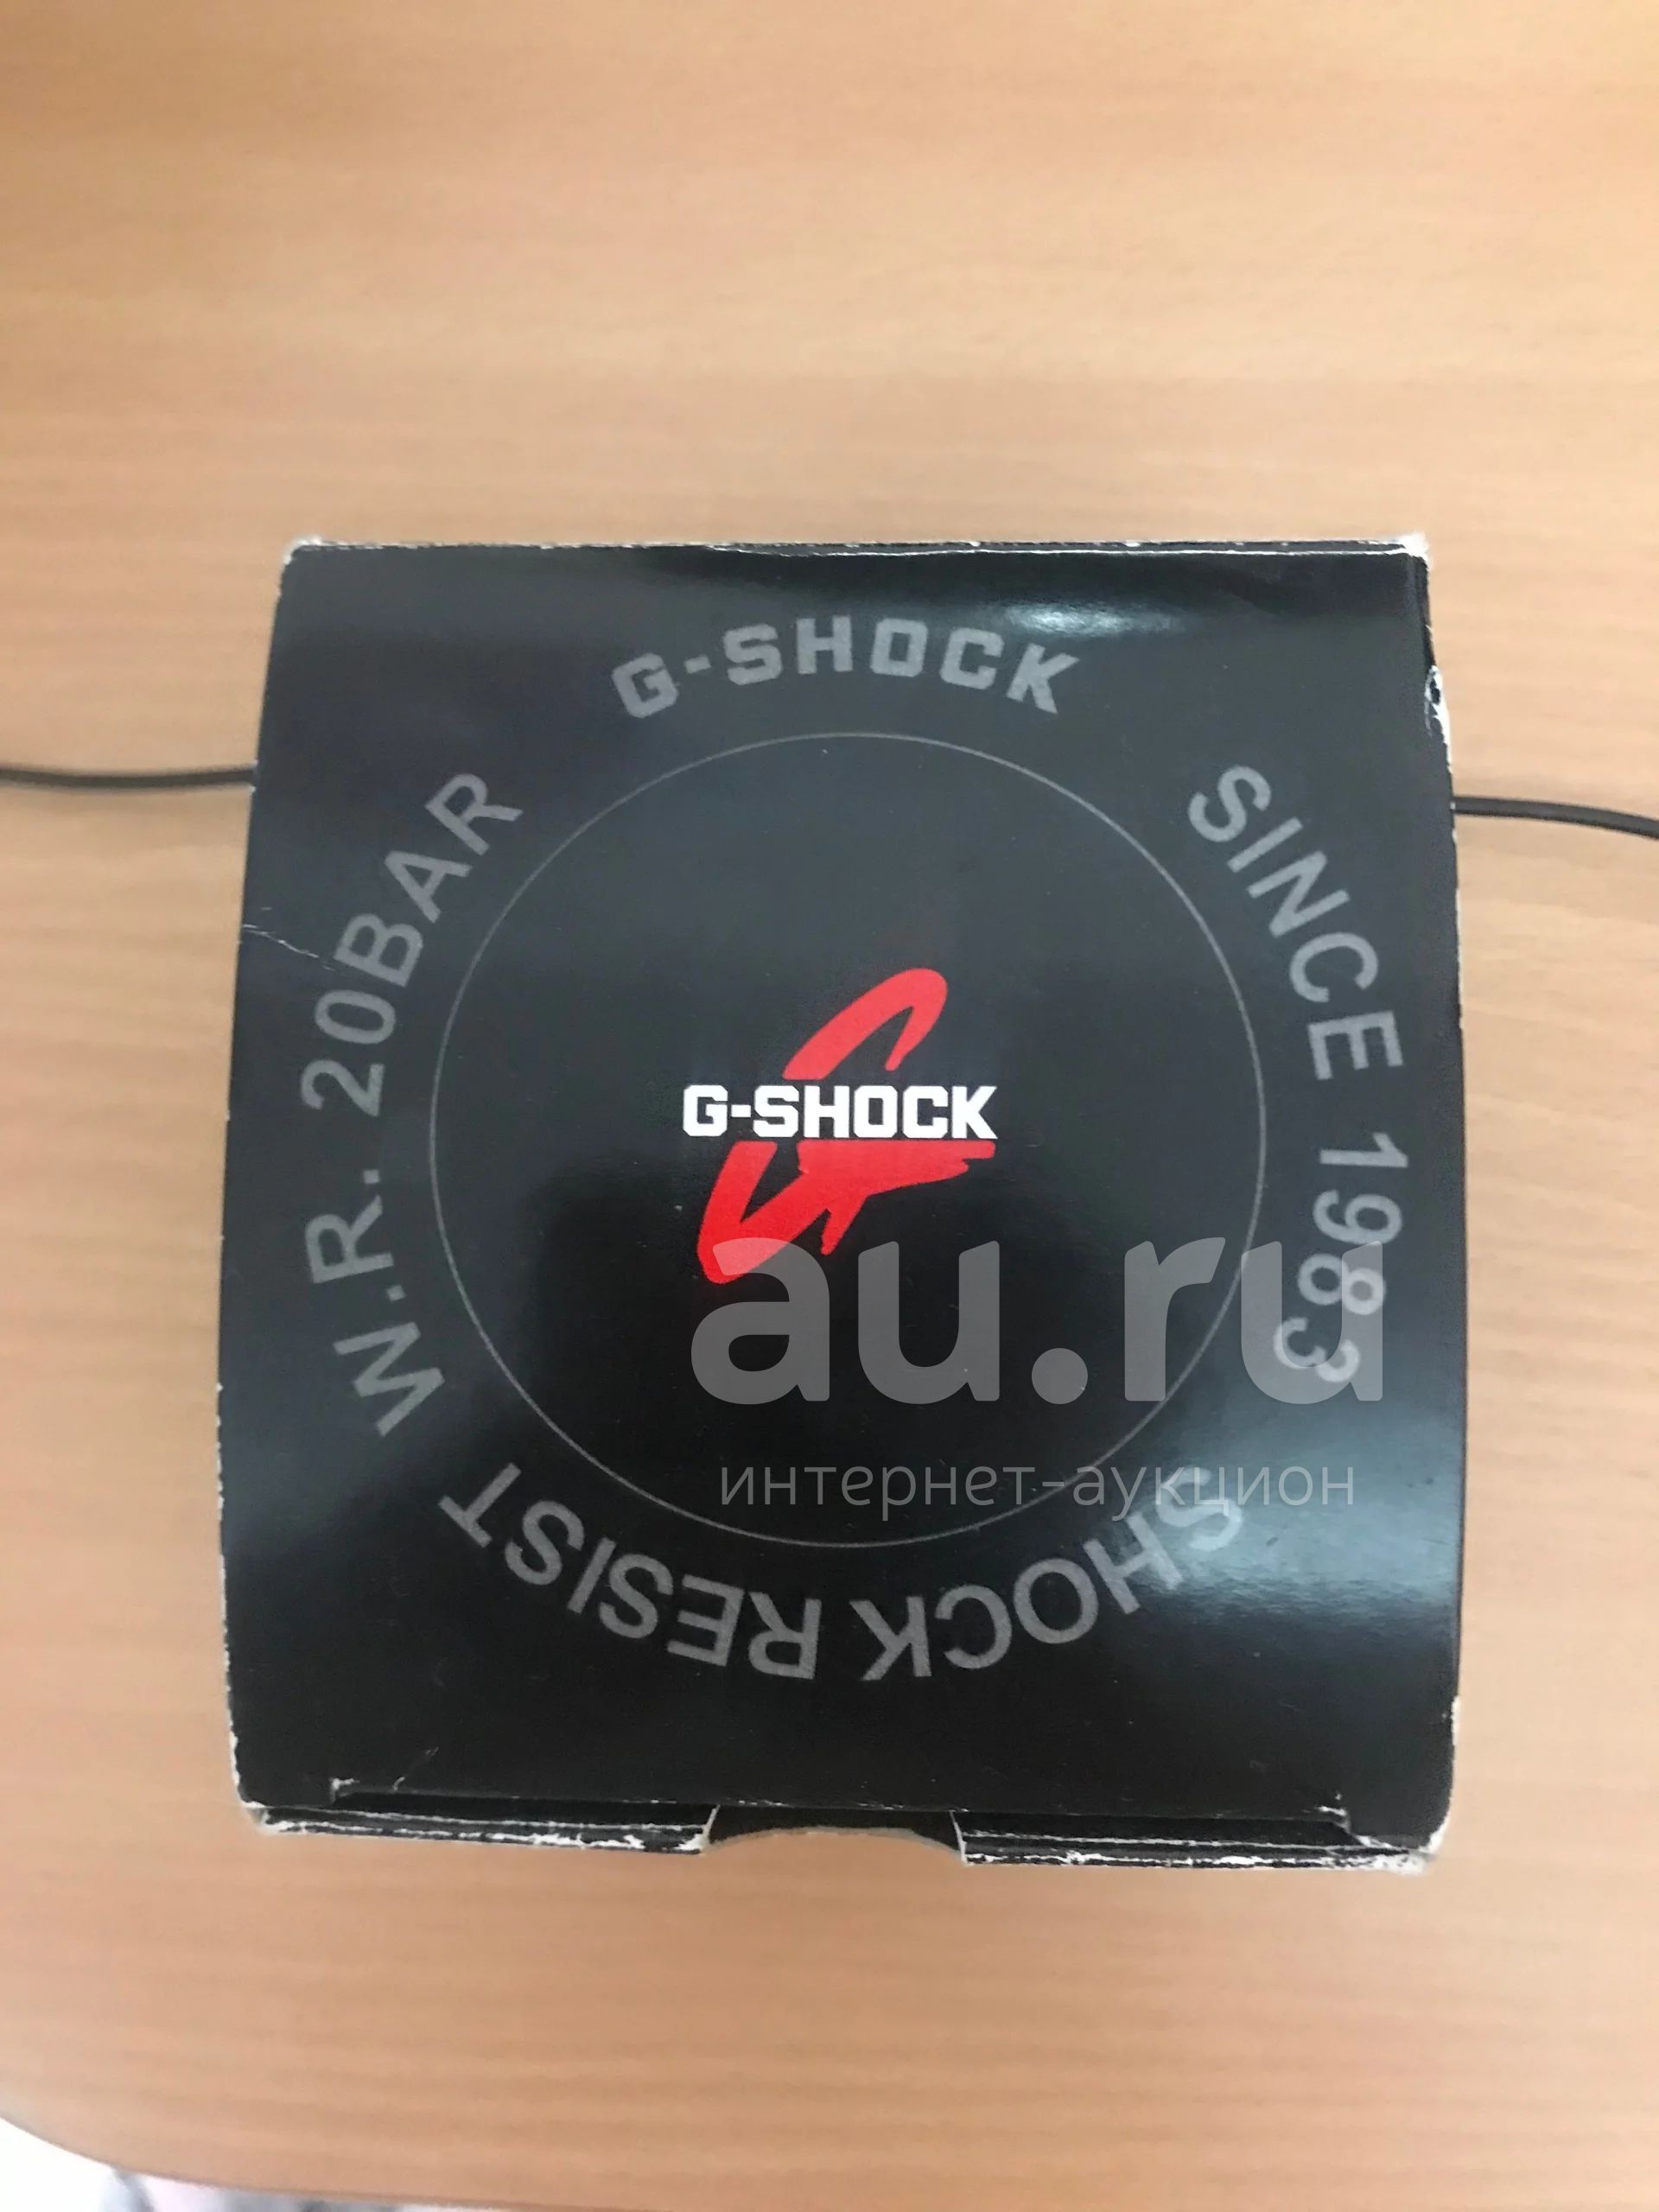 G-SHOCK
SINCE 1983
SHOCK RESIST
W.R. 20BAR
G-SHOCK
au.ru
интернет-аукцион